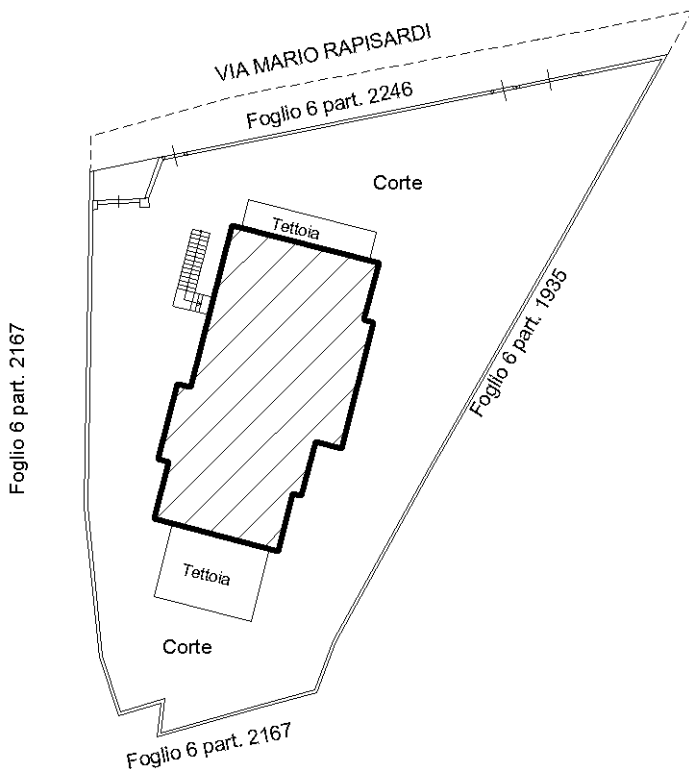 VIA MARIO RAPISARDI
Foglio 6 part. 2246
Corte
Tettoia
Foglio 6 part. 1935
Foglio 6 part. 2167
Tettoia
Corte
Foglio 6 part. 2167